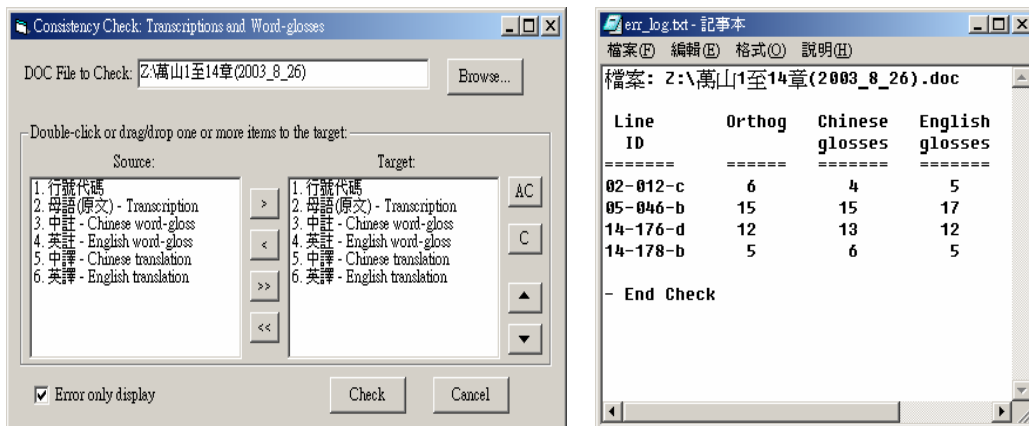 Consistency Check: Transcriptions and Word-glosses
DOC File to Check: Z:\萬山1至14章(2003_8_26) Browse...
Double-click or drag/drop one or more items to the target:
Source: Target:
1. 行號代碼
2. 母語(原文) - Transcription
3. 中註 - Chinese word-gloss
4. 英註 - English word-gloss
5. 中譯 - Chinese translation
6. 英譯 - English translation
>
<
>>
<<
1. 行號代碼
2. 母語(原文) - Transcription
3. 中註 - Chinese word-gloss
4. 英註 - English word-gloss
5. 中譯 - Chinese translation
6. 英譯 - English translation
AC
C
Error only display Check Cancel
err_log.txt - 記事本
檔案(F) 編輯(E) 格式(O) 說明(H)
檔案: Z:\萬山1至14章(2003_8_26).doc
Line Orthog Chinese English
ID glosses glosses
======= ====== ======= =======
02-012-c 6 4 5
05-046-b 15 15 17
14-176-d 12 13 12
14-178-b 5 6 5
- End Check